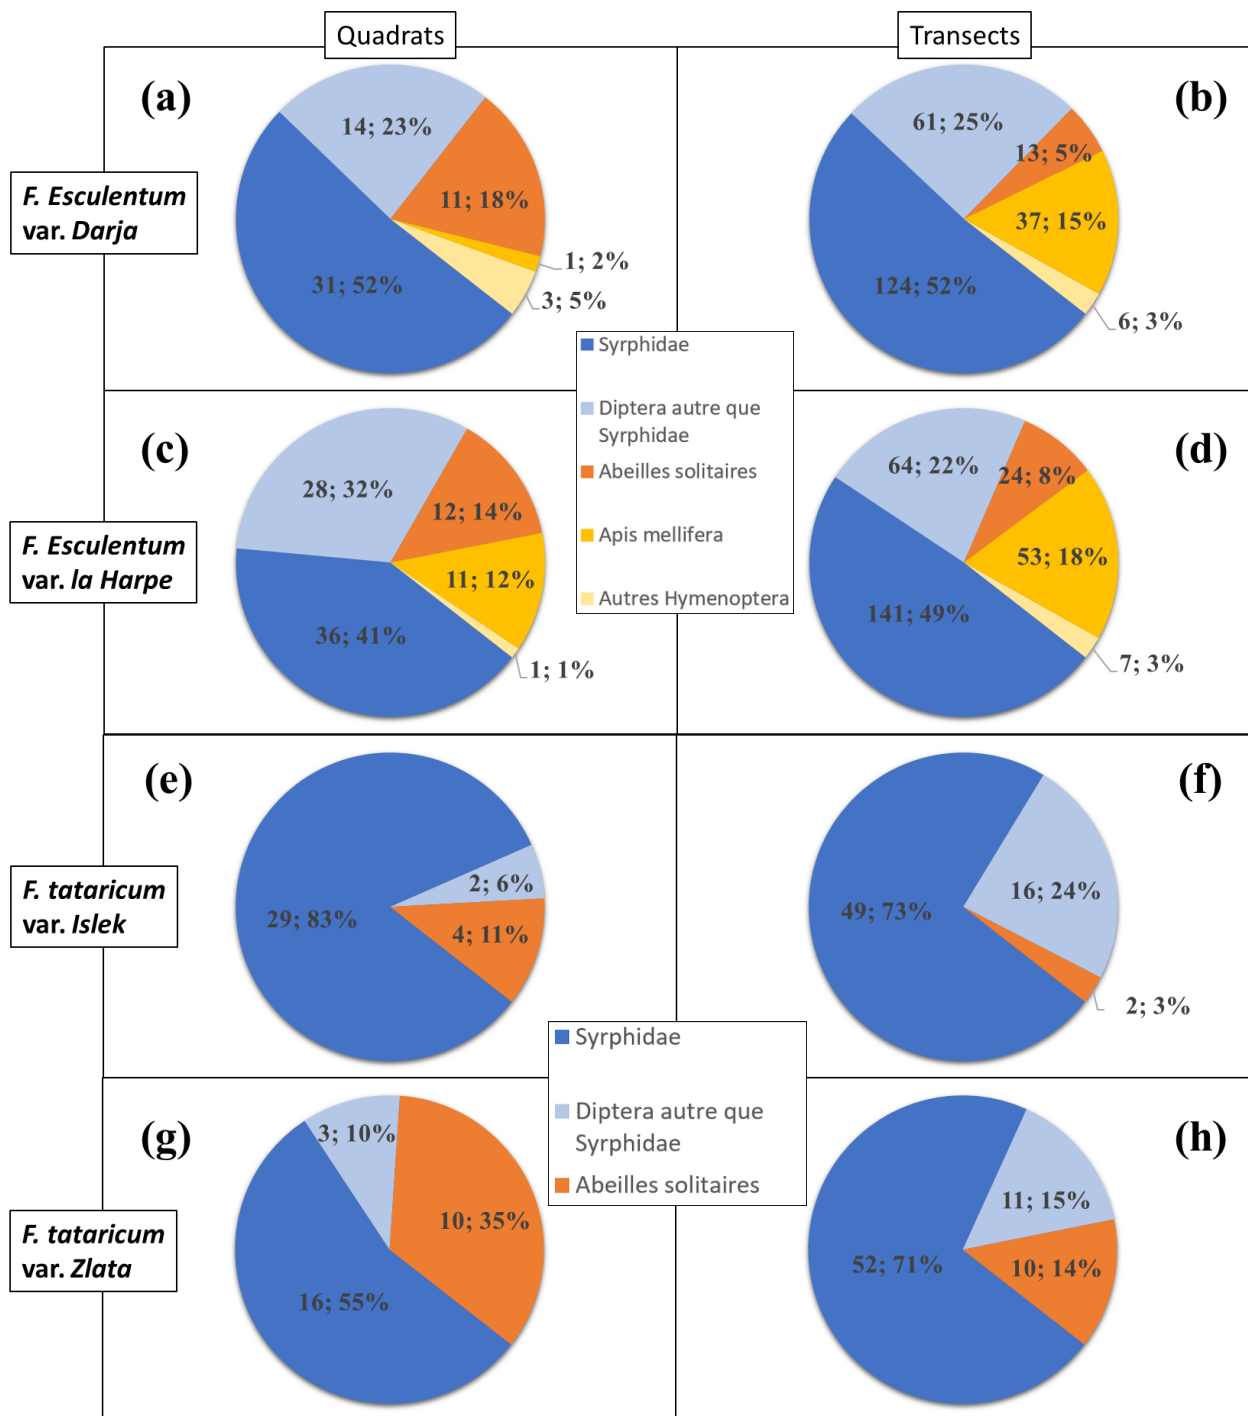 Quadrats
Transects
(a)
14; 23%
11; 18%
1; 2%
3; 5%
31; 52%
(b)
61; 25%
13; 5%
37; 15%
6; 3%
124; 52%
F. Esculentum
var. Darja
Syrphidae
Diptera autre que
Syrphidae
Abeilles solitaires
Apis mellifera
Autres Hymenoptera
(c)
28; 32%
12; 14%
11; 12%
1; 1%
36; 41%
(d)
64; 22%
24; 8%
53; 18%
7; 3%
141; 49%
F. Esculentum
var. la Harpe
(e)
2; 6%
4; 11%
29; 83%
(f)
16; 24%
2; 3%
49; 73%
F. tataricum
var. Islek
Syrphidae
Diptera autre que
Syrphidae
Abeilles solitaires
(g)
3; 10%
10; 35%
16; 55%
(h)
11; 15%
10; 14%
52; 71%
F. tataricum
var. Zlata